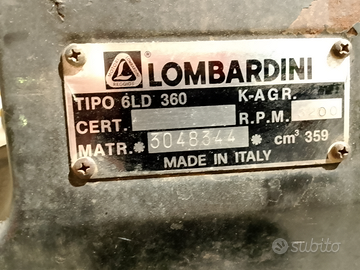 LOMBARDINI
TIPO 6LD 360 K-AGR.
CERT. R.P.M.
MATR. * 3048344 * cm³ 359
MADE IN ITALY
subito